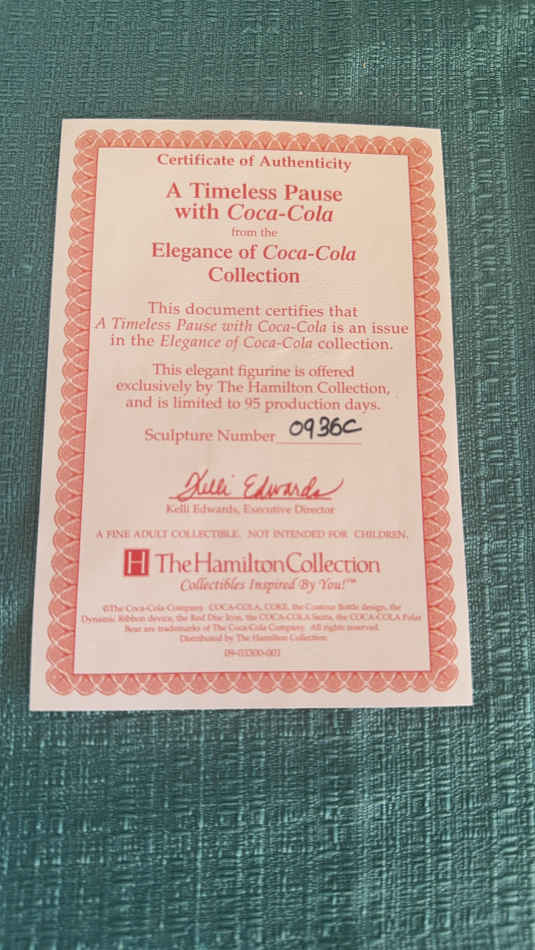 Certificate of Authenticity
A Timeless Pause
with Coca-Cola
from the
Elegance of Coca-Cola
Collection
This document certifies that
A Timeless Pause with Coca-Cola is an issue
in the Elegance of Coca-Cola collection.
This elegant figurine is offered
exclusively by The Hamilton Collection,
and is limited to 95 production days.
Sculpture Number 0936C
Kelli Edwards
Kelli Edwards, Executive Director
A FINE ADULT COLLECTIBLE. NOT INTENDED FOR CHILDREN.
H The Hamilton Collection
Collectibles Inspired By You!™
©The Coca-Cola Company. COCA-COLA, COKE, the Contour Bottle design, the
Dynamic Ribbon device, the Red Disc Icon, the COCA-COLA Santa, the COCA-COLA Polar
Bear are trademarks of The Coca-Cola Company. All rights reserved.
Distributed by The Hamilton Collection
09-03300-001